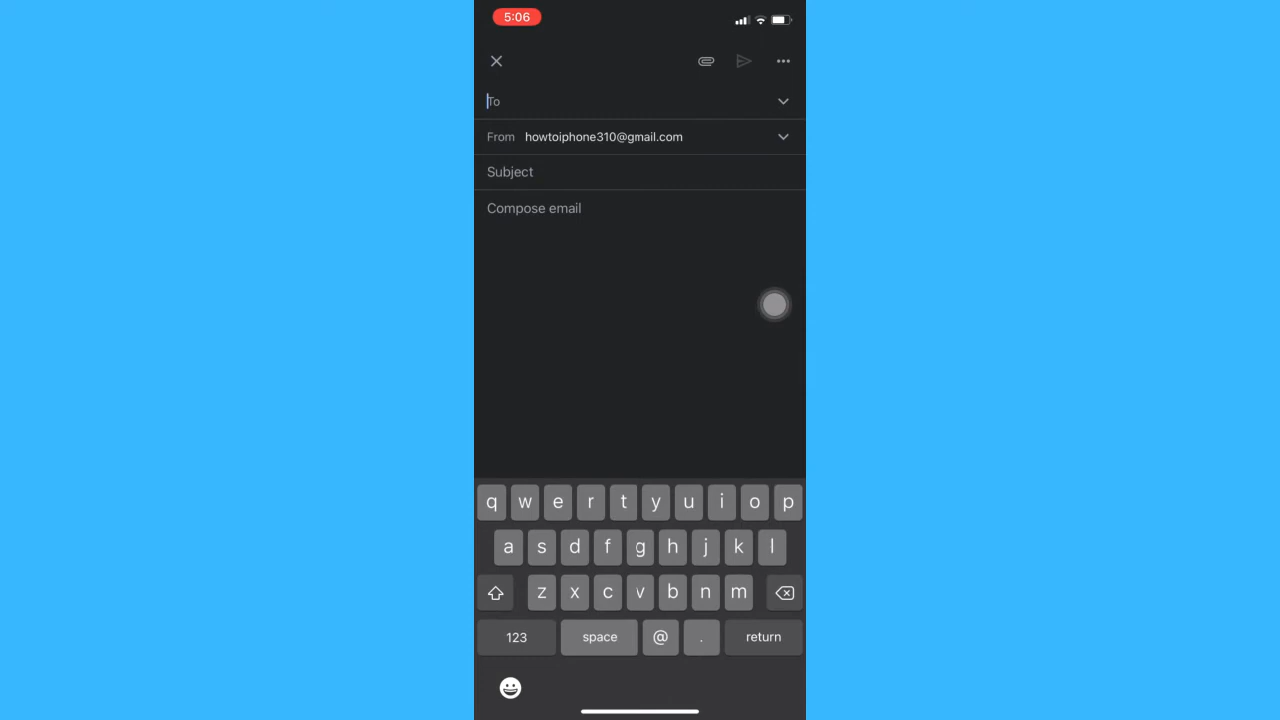 5:06
To
From howtoiphone310@gmail.com
Subject
Compose email
q w e r t y u i o p
a s d f g h j k l
z x c v b n m
123 space @ . return